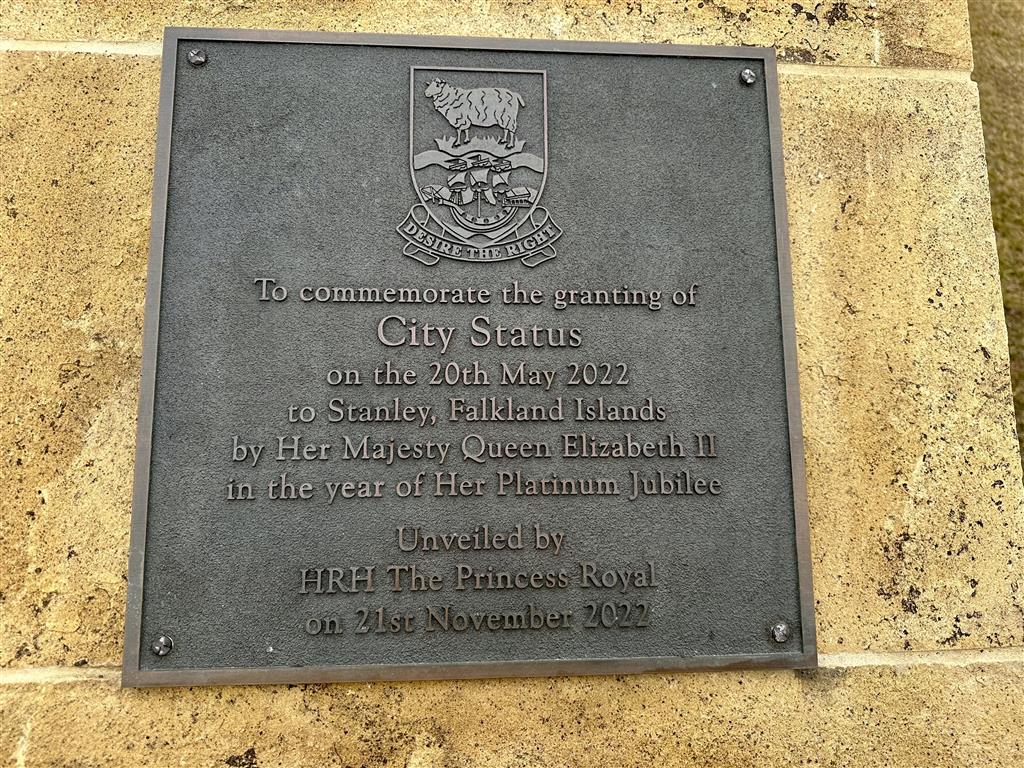 DESIRE THE RIGHT
To commemorate the granting of
City Status
on the 20th May 2022
to Stanley, Falkland Islands
by Her Majesty Queen Elizabeth II
in the year of Her Platinum Jubilee
Unveiled by
HRH The Princess Royal
on 21st November 2022